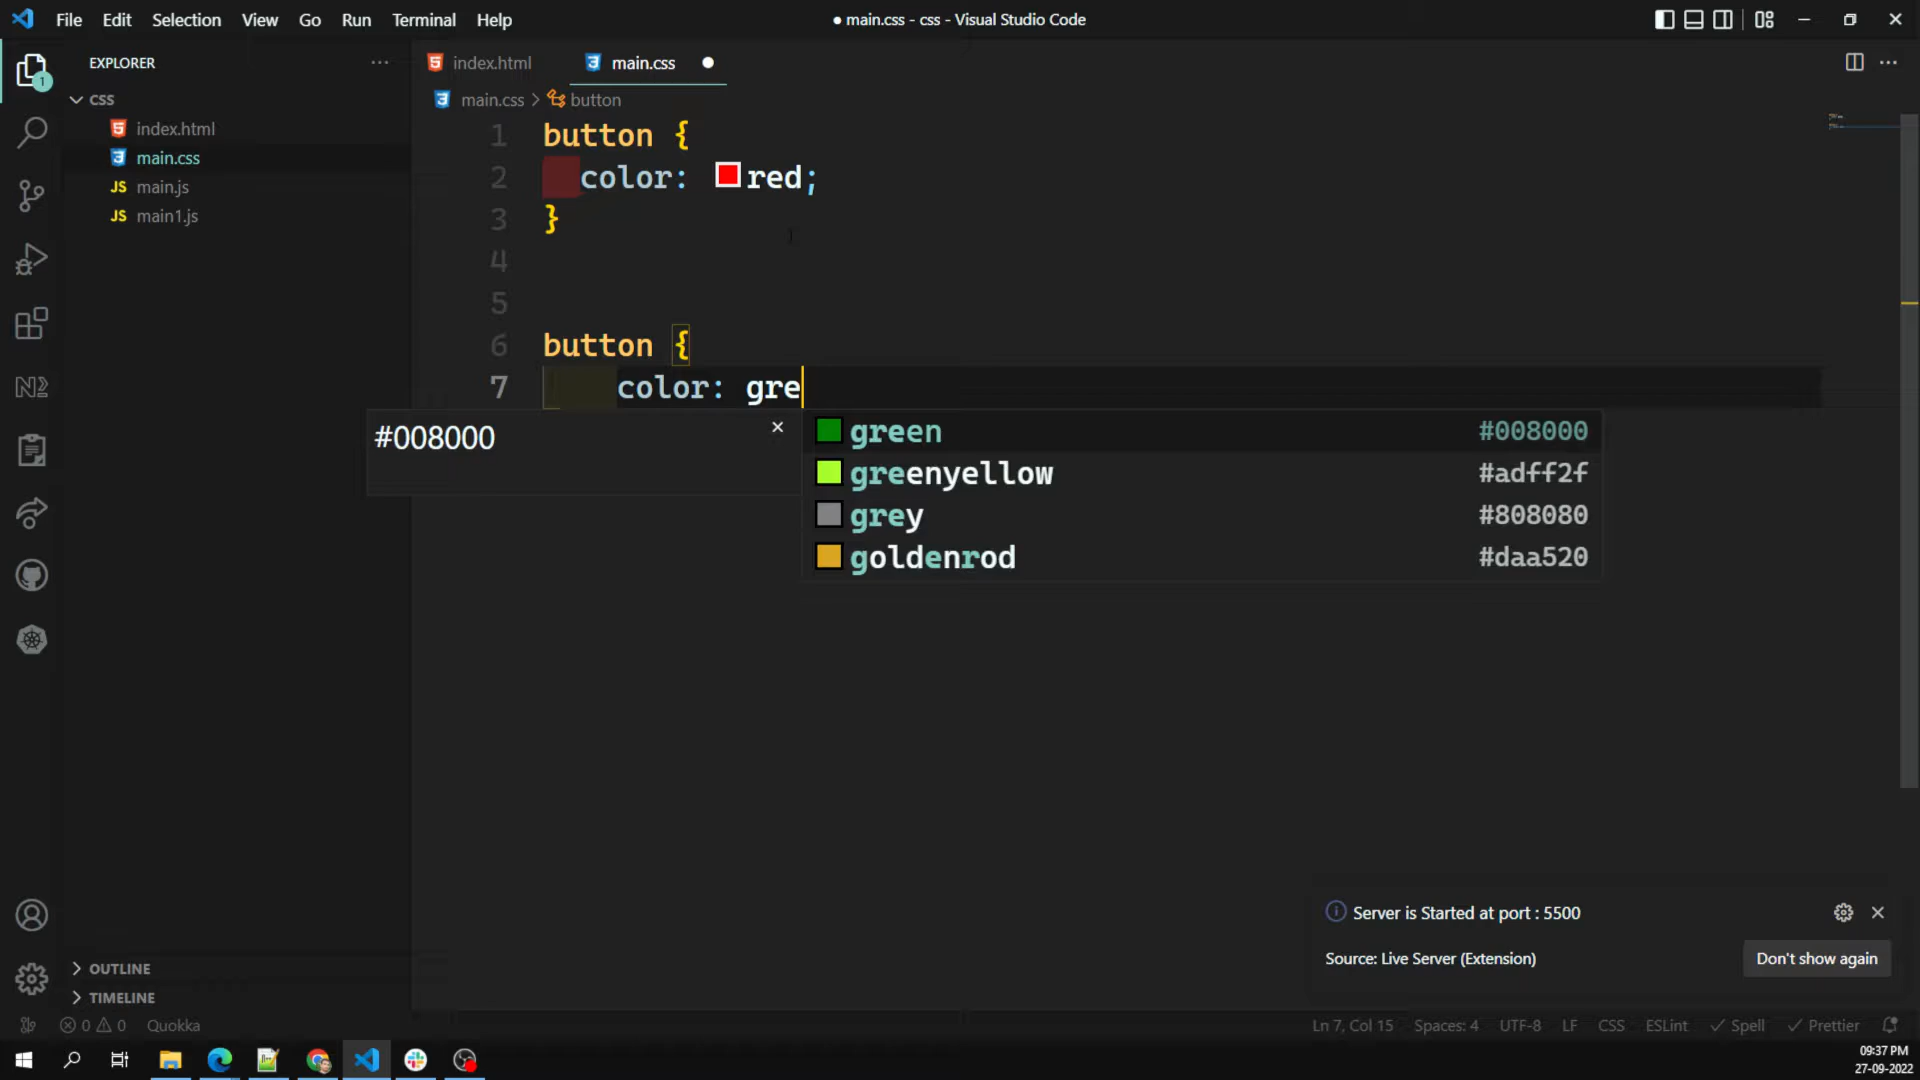 File Edit Selection View Go Run Terminal Help
● main.css - css - Visual Studio Code
EXPLORER
CSS
index.html
main.css
JS main.js
JS main1.js
OUTLINE
TIMELINE
1
index.html
main.css
main.css > button
1 button {
2 color: red;
3 }
4
5
6 button {
7 color: gre
#008000
green #008000
greenyellow #adff2f
grey #808080
goldenrod #daa520
Server is Started at port : 5500
Source: Live Server (Extension)
Don't show again
0 0 Quokka
Ln 7, Col 15 Spaces: 4 UTF-8 LF CSS ESLint Spell Prettier
09:37 PM
27-09-2022